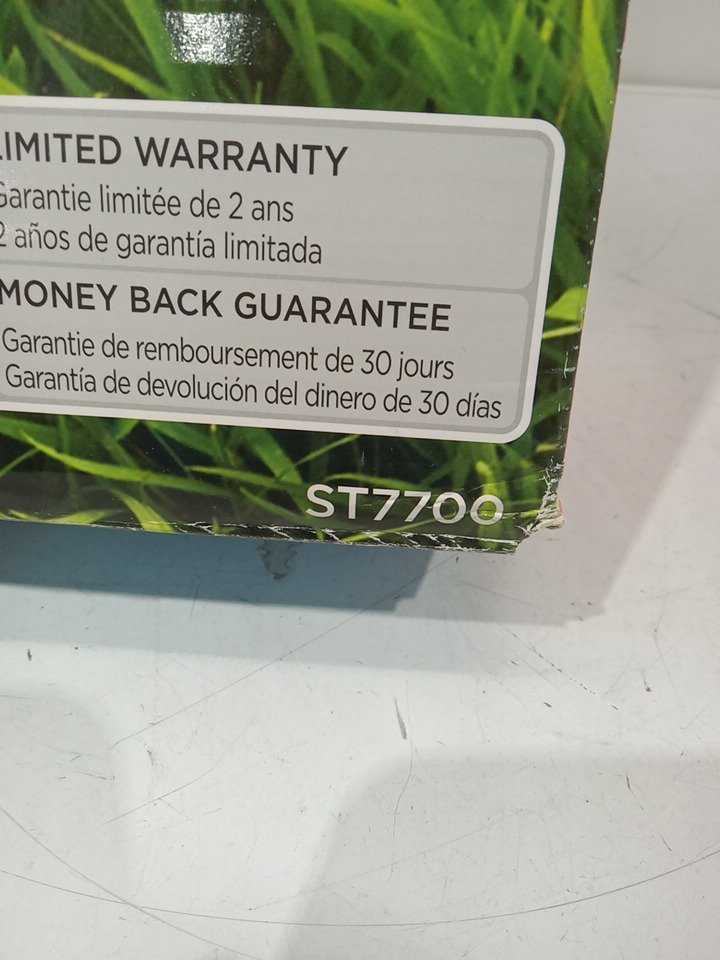 LIMITED WARRANTY
Garantie limitée de 2 ans
2 años de garantía limitada
MONEY BACK GUARANTEE
Garantie de remboursement de 30 jours
Garantía de devolución del dinero de 30 días
ST7700